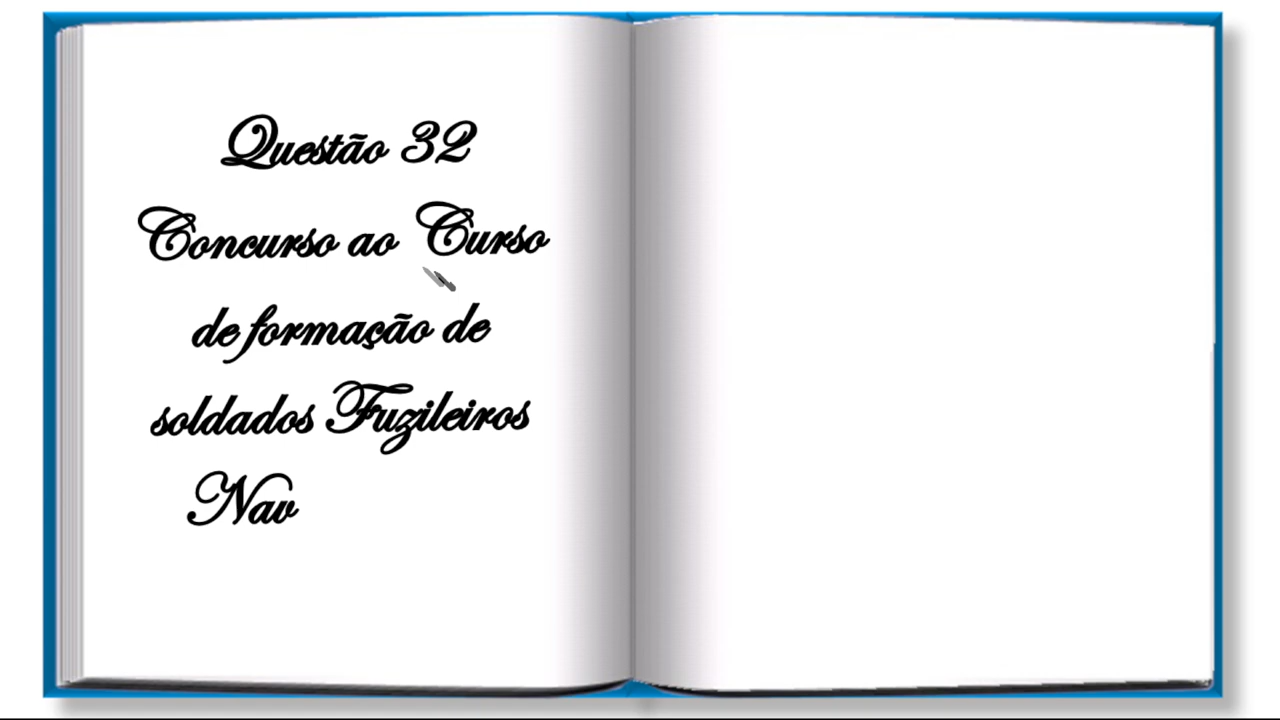 Questão 32
Concurso ao Curso
de formação de
soldados Fuzileiros
Nav